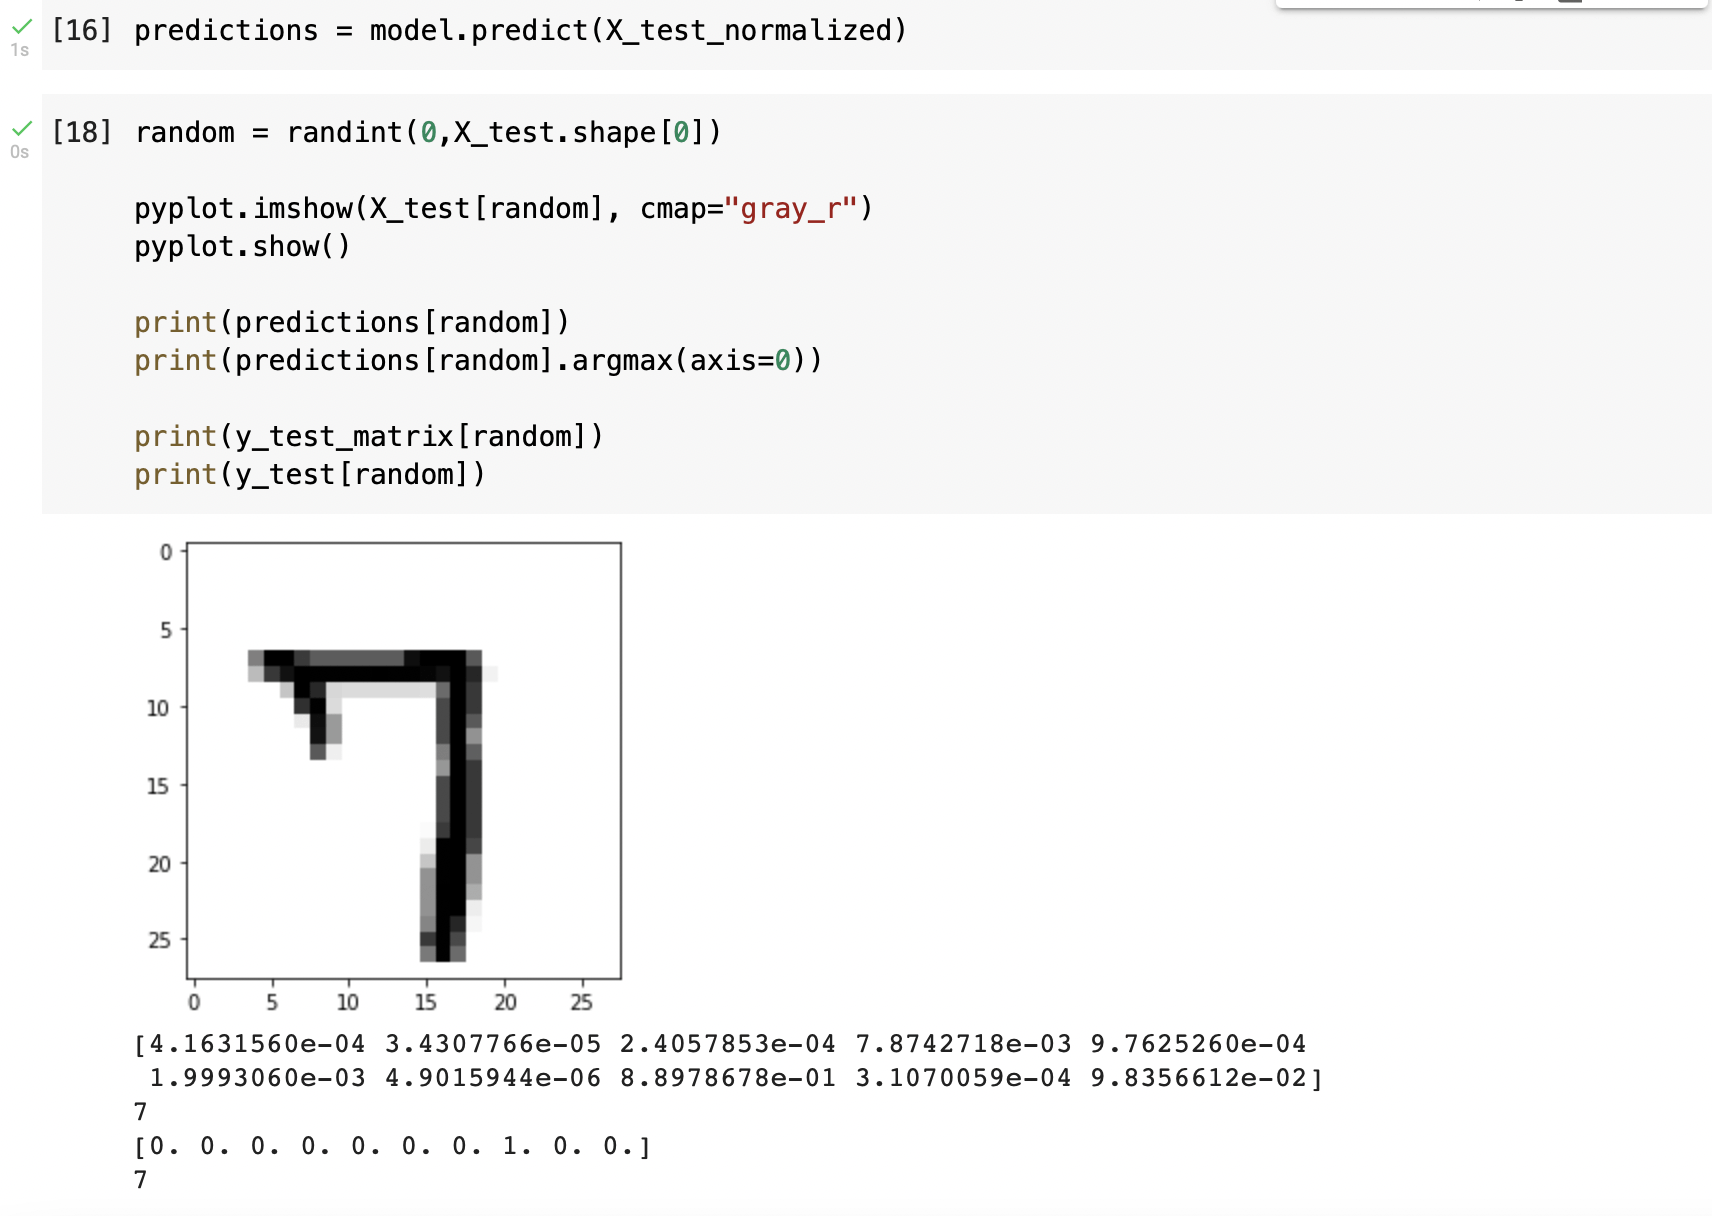 [16] predictions = model.predict(X_test_normalized)
1s
[18] random = randint(0,X_test.shape[0])
0s
pyplot.imshow(X_test[random], cmap="gray_r")
pyplot.show()
print(predictions[random])
print(predictions[random].argmax(axis=0))
print(y_test_matrix[random])
print(y_test[random])
0
5
10
15
20
25
0 5 10 15 20 25
[4.1631560e-04 3.4307766e-05 2.4057853e-04 7.8742718e-03 9.7625260e-04
1.9993060e-03 4.9015944e-06 8.8978678e-01 3.1070059e-04 9.8356612e-02]
7
[0. 0. 0. 0. 0. 0. 0. 1. 0. 0.]
7